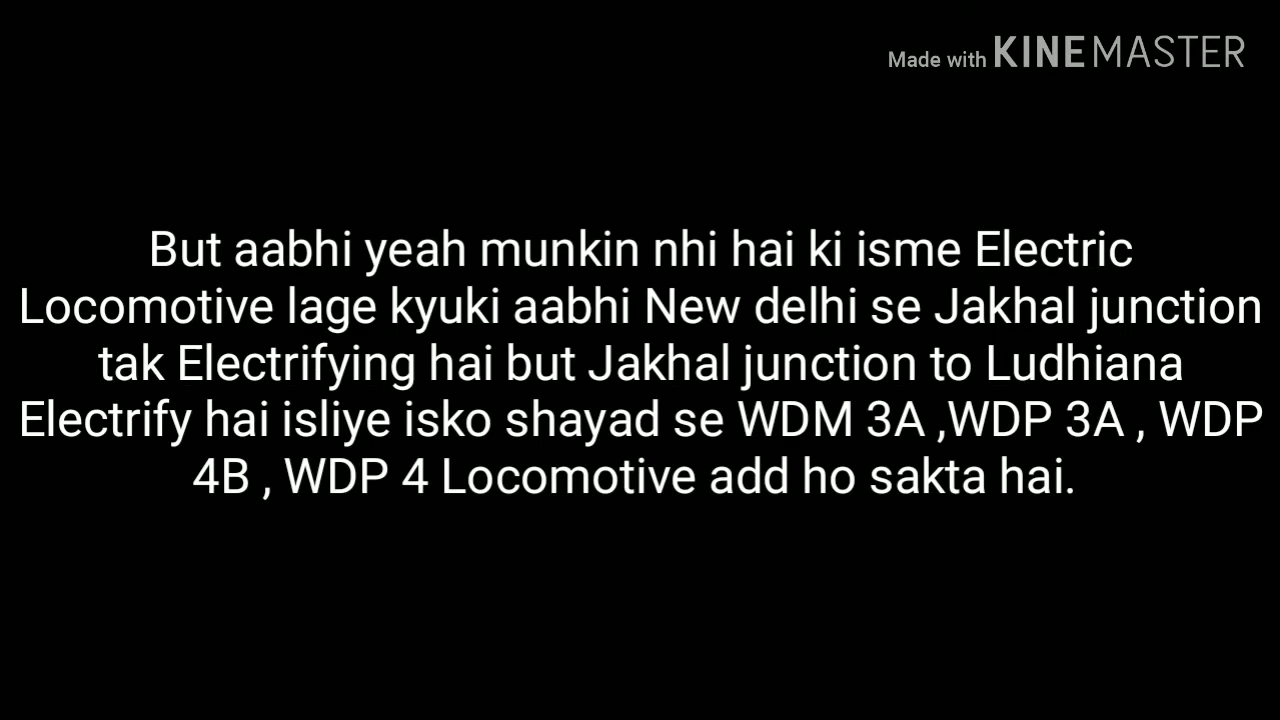 Made with KINEMASTER
But aabhi yeah munkin nhi hai ki isme Electric
Locomotive lage kyuki aabhi New delhi se Jakhal junction
tak Electrifying hai but Jakhal junction to Ludhiana
Electrify hai isliye isko shayad se WDM 3A ,WDP 3A , WDP
4B , WDP 4 Locomotive add ho sakta hai.